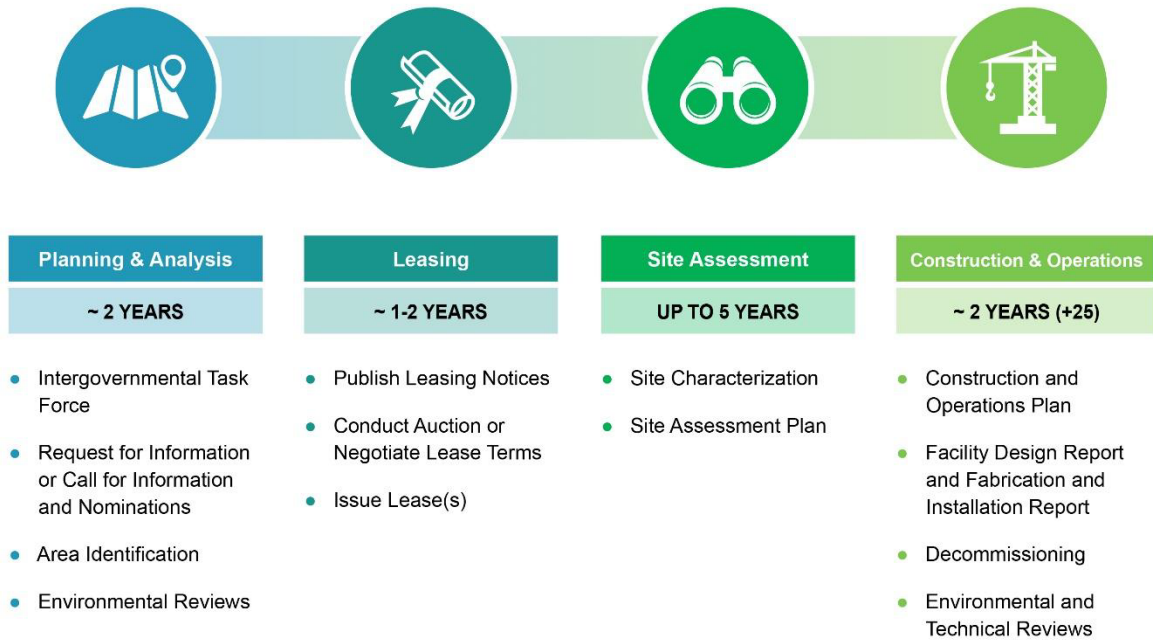 Planning & Analysis
~ 2 YEARS
Intergovernmental Task
Force
Request for Information
or Call for Information
and Nominations
Area Identification
Environmental Reviews
Leasing
~ 1-2 YEARS
Publish Leasing Notices
Conduct Auction or
Negotiate Lease Terms
Issue Lease(s)
Site Assessment
UP TO 5 YEARS
Site Characterization
Site Assessment Plan
Construction & Operations
~ 2 YEARS (+25)
Construction and
Operations Plan
Facility Design Report
and Fabrication and
Installation Report
Decommissioning
Environmental and
Technical Reviews